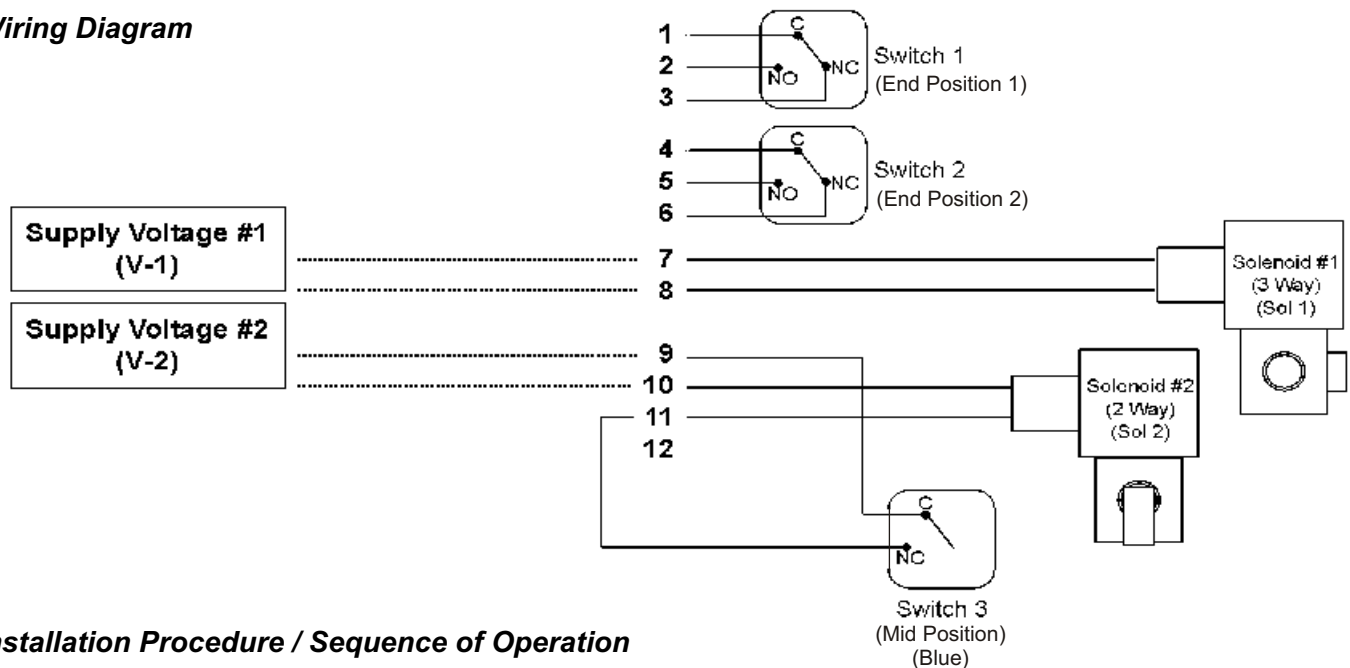 Wiring Diagram
1
2
3
C
NO
NC
Switch 1
(End Position 1)
4
5
6
C
NO
NC
Switch 2
(End Position 2)
Supply Voltage #1
(V-1)
7
8
Solenoid #1
(3 Way)
(Sol 1)
Supply Voltage #2
(V-2)
9
10
11
12
Solenoid #2
(2 Way)
(Sol 2)
C
NC
Switch 3
(Mid Position)
(Blue)
nstallation Procedure / Sequence of Operation